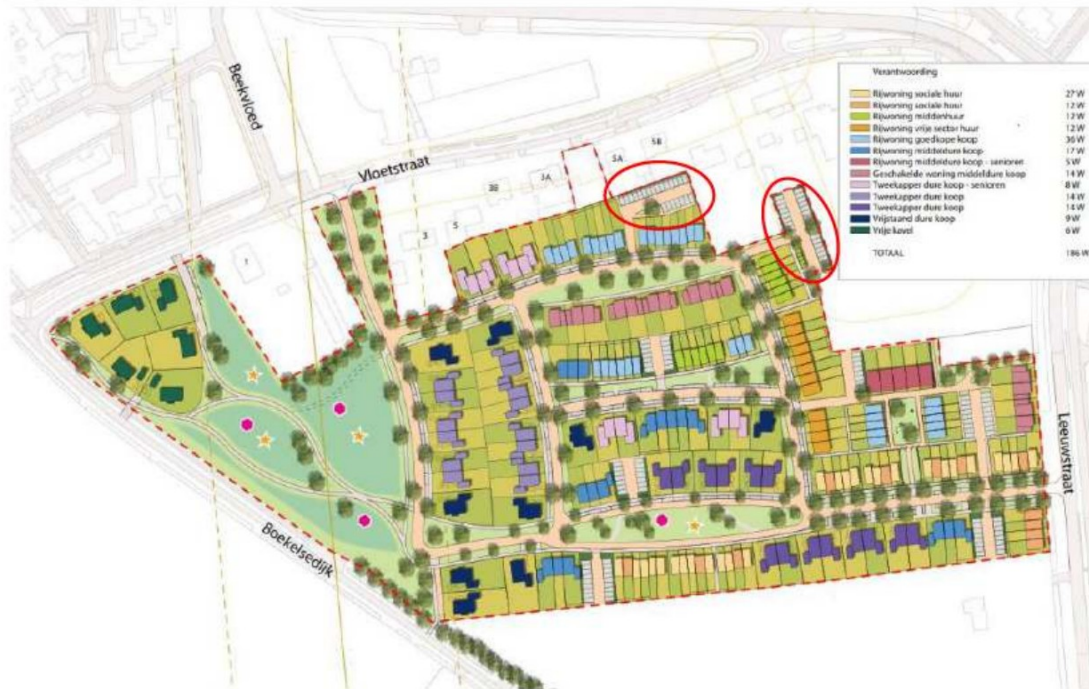 Beekvloed
Vloetstraat
5B
5A
3A
3B
5
3
1
Boekelsedijk
Leeuwstraat
Verantwoording
Rijwoning sociale huur 27 W
Rijwoning sociale huur 12 W
Rijwoning middenhuur 12 W
Rijwoning vrije sector huur 12 W
Rijwoning goedkope koop 36 W
Rijwoning middeldure koop 17 W
Rijwoning middeldure koop - senioren 5 W
Geschakelde woning middeldure koop 14 W
Tweekapper dure koop - senioren 8 W
Tweekapper dure koop 14 W
Tweekapper dure koop 14 W
Vrijstaand dure koop 9 W
Vrije kavel 6 W
TOTAAL 186 W